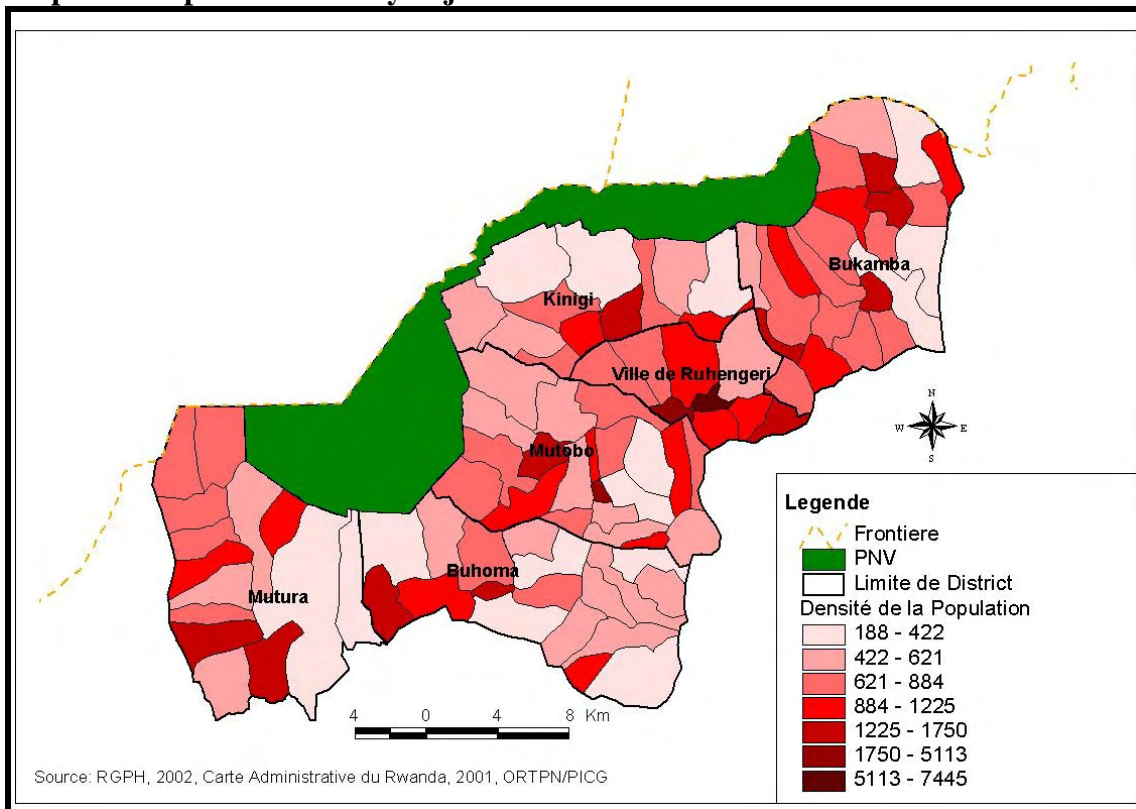 Bukamba
Kinigi
Ville de Ruhengeri
Mutobo
Buhoma
Mutura
N
W E
S
Legende
Frontiere
PNV
Limite de District
Densité de la Population
188 - 422
422 - 621
621 - 884
884 - 1225
1225 - 1750
1750 - 5113
5113 - 7445
4 0 4 8 Km
Source: RGPH, 2002, Carte Administrative du Rwanda, 2001, ORTPN/PICG